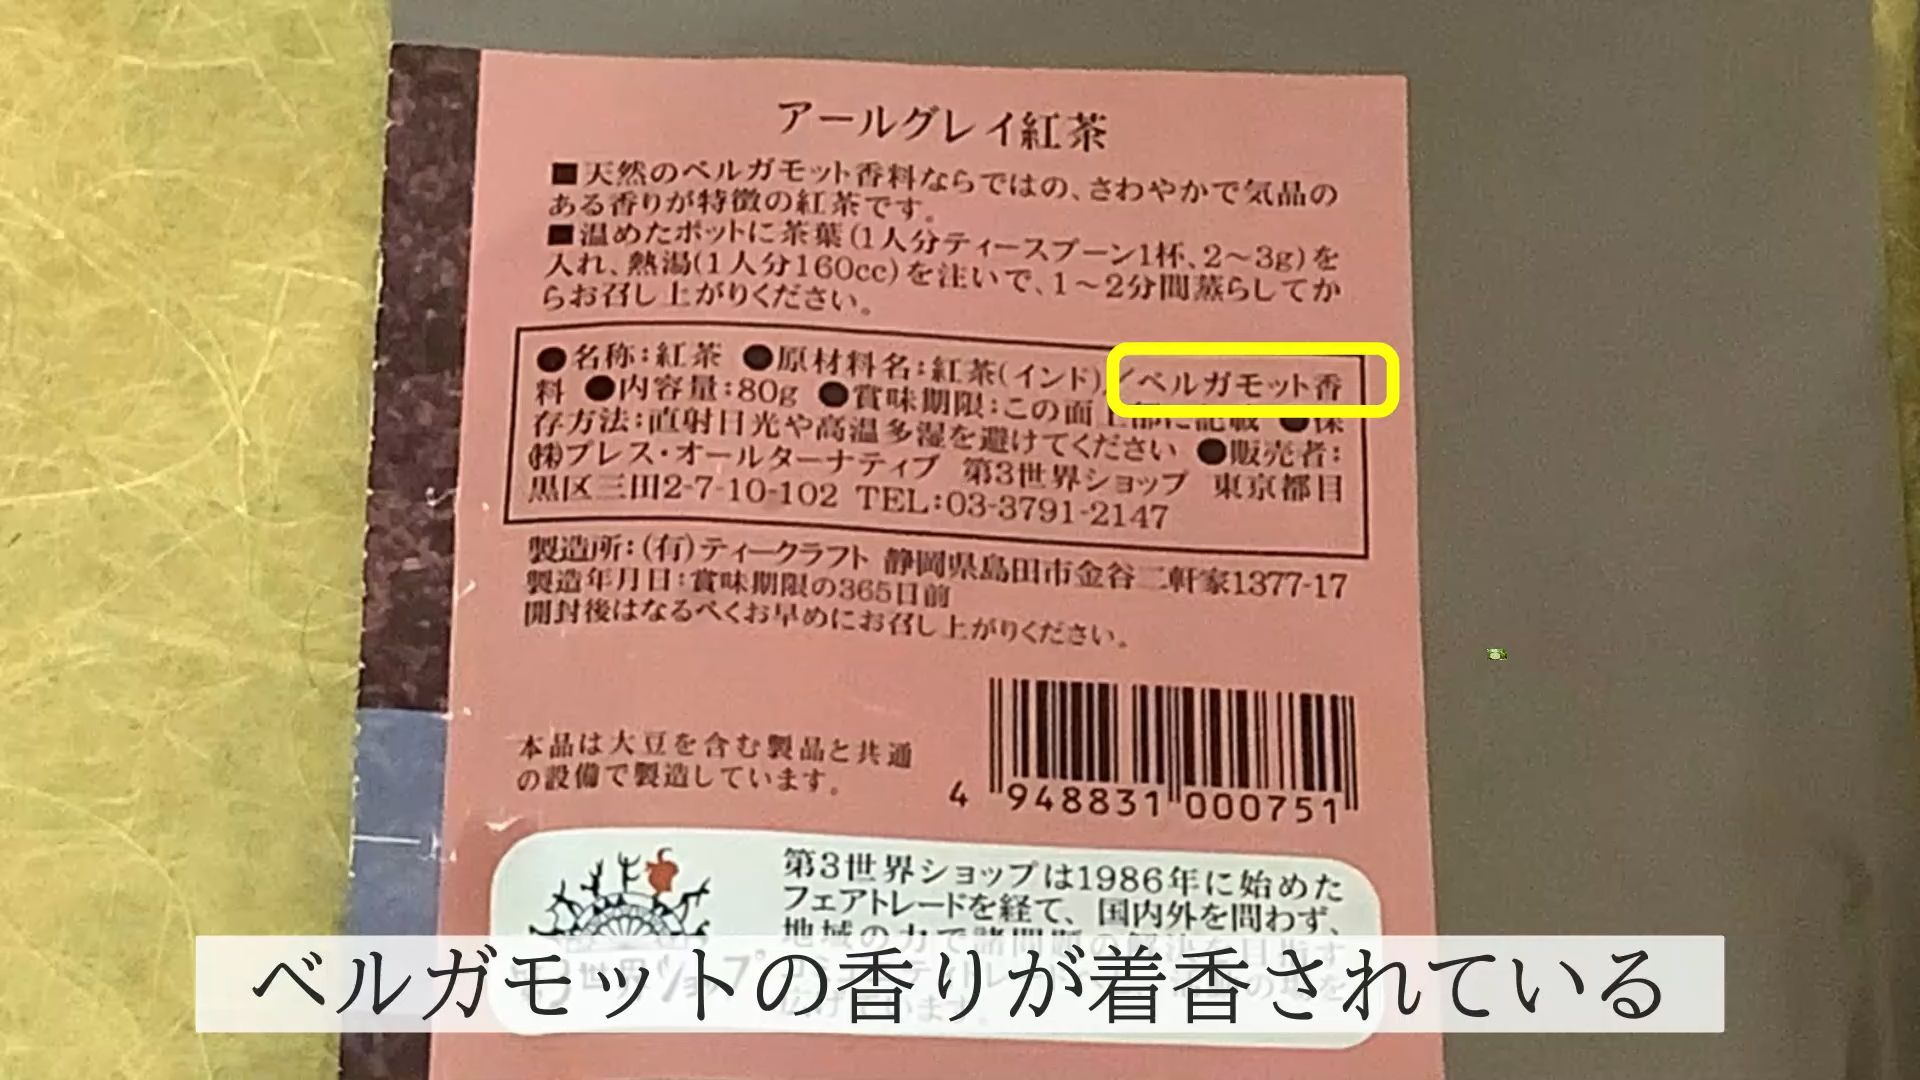 アールグレイ紅茶
■天然のベルガモット香料ならではの、さわやかで気品の
ある香りが特徴の紅茶です。
■温めたポットに茶葉(1人分ティースプーン1杯、2〜3g)を
入れ、熱湯(1人分160cc)を注いで、1〜2分間蒸らしてか
らお召し上がりください。
●名称:紅茶 ●原材料名:紅茶(インド)/ベルガモット香
料 ●内容量:80g ●賞味期限:この面上部に記載 ●保
存方法:直射日光や高温多湿を避けてください ●販売者:
㈱プレス・オールターナティブ 第3世界ショップ 東京都目
黒区三田2-7-10-102 TEL:03-3791-2147
製造所:(有)ティークラフト 静岡県島田市金谷二軒家1377-17
製造年月日:賞味期限の365日前
開封後はなるべくお早めにお召し上がりください。
本品は大豆を含む製品と共通
の設備で製造しています。
4 948831 000751
第3世界ショップは1986年に始めた
フェアトレードを経て、国内外を問わず、
地域の力で諸問題の解決を目指す
ベルガモットの香りが着香されている